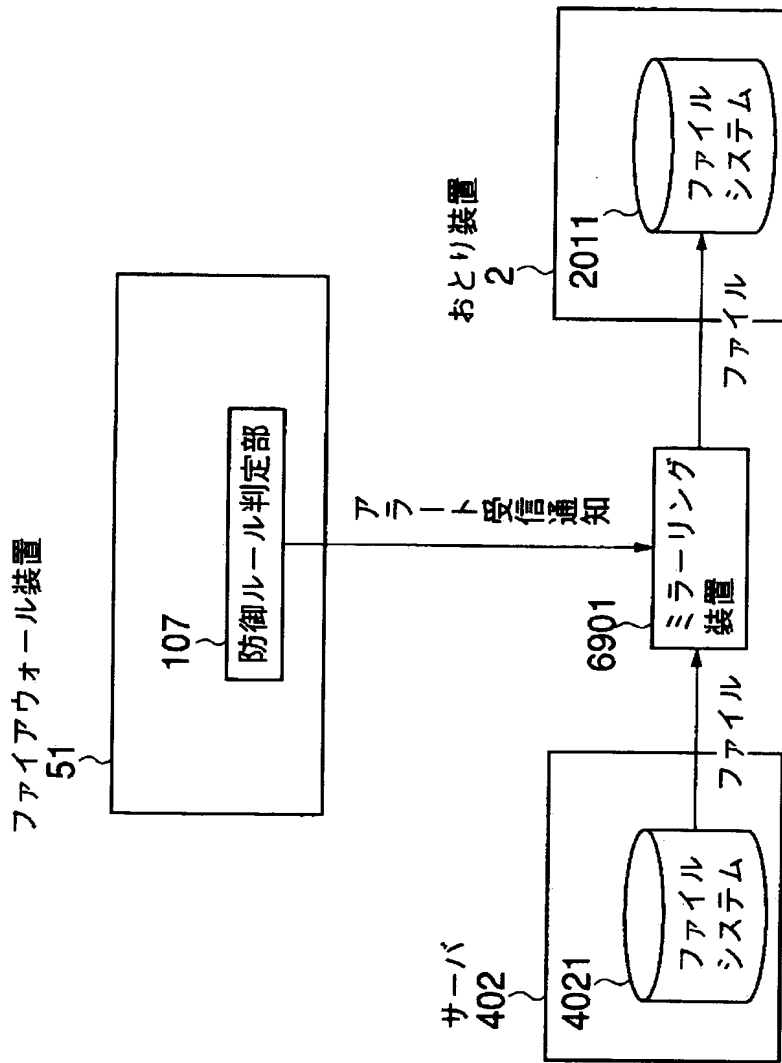 ファイアウォール装置
51
107
防御ルール判定部
アラート受信通知
おとり装置
2
2011
ファイル
システム
ファイル
6901
ミラーリング
装置
ファイル
サーバ
402
4021
ファイル
システム